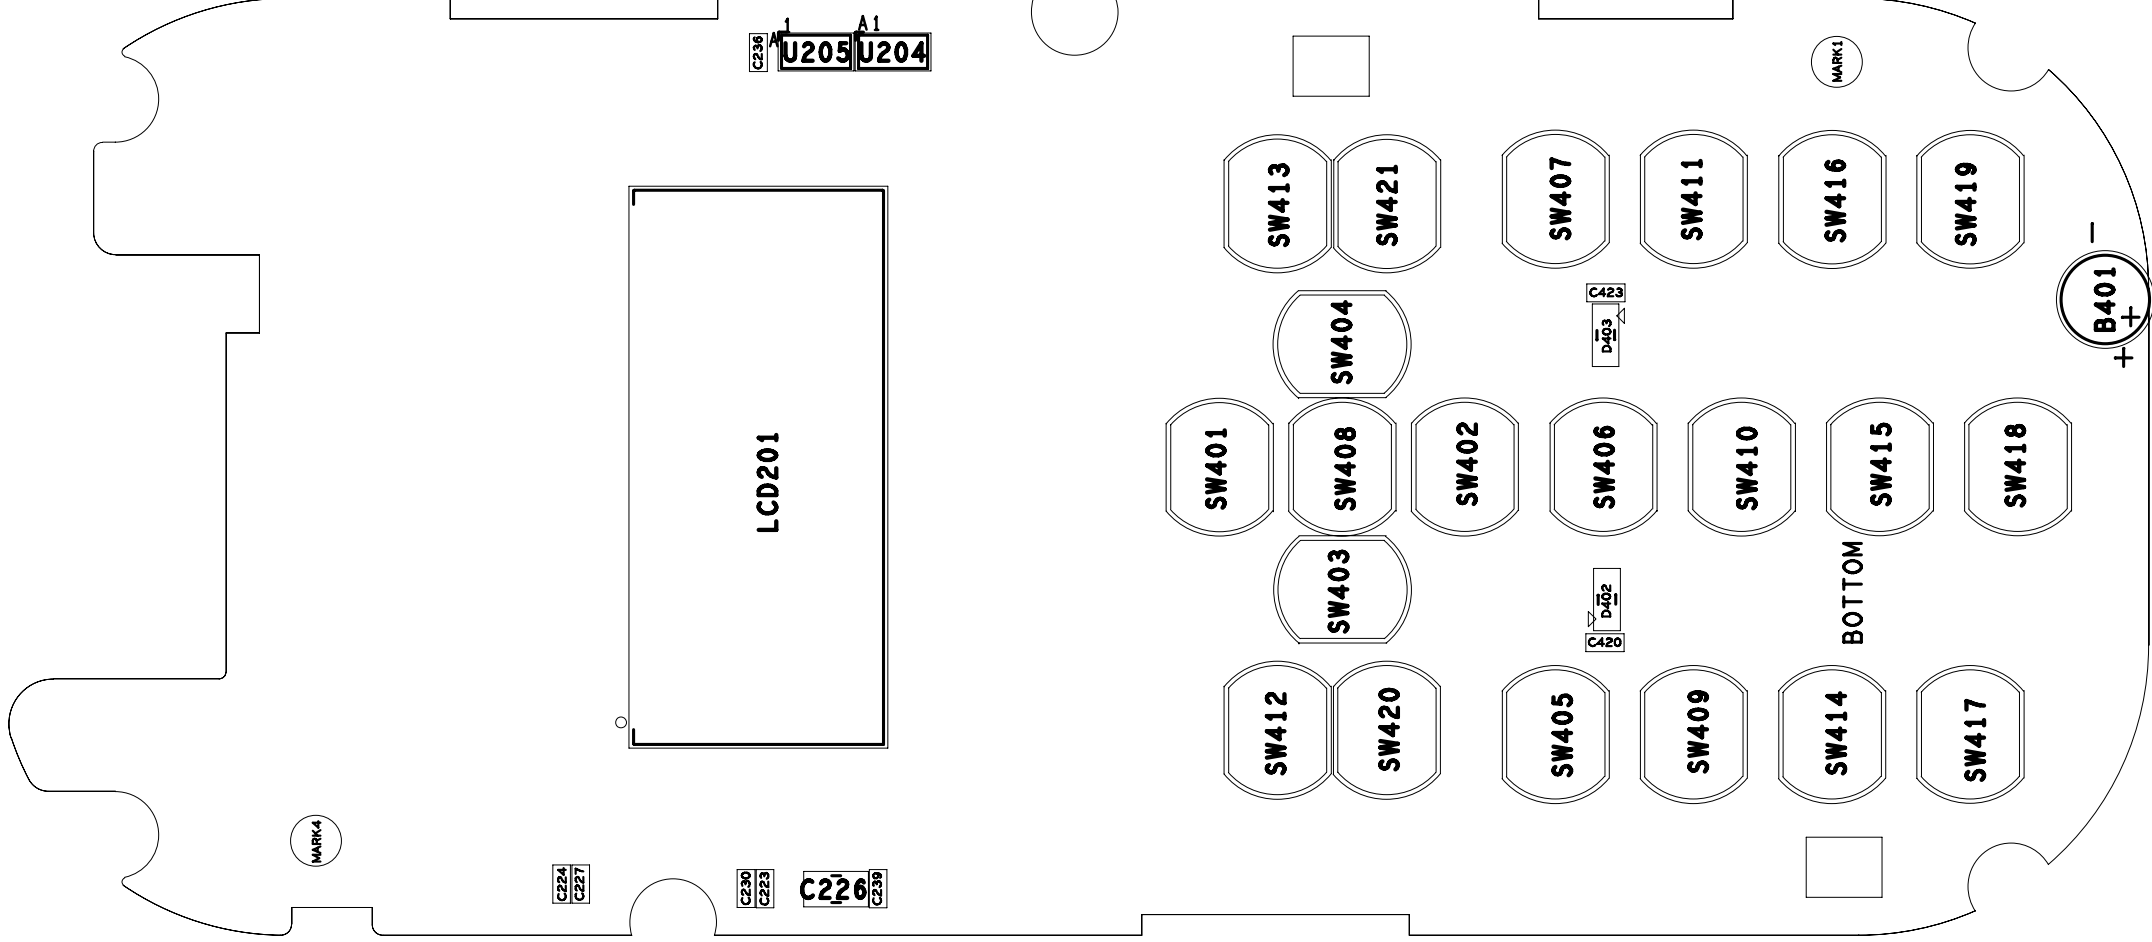 1
A 1
A
C236
U205
U204
MARK1
SW413
SW421
SW407
SW411
SW416
SW419
−
B401
+
+
C423
D403
SW404
LCD201
SW401
SW408
SW402
SW406
SW410
SW415
SW418
SW403
D402
C420
BOTTOM
SW412
SW420
SW405
SW409
SW414
SW417
MARK4
C224
C227
C230
C223
C226
C239